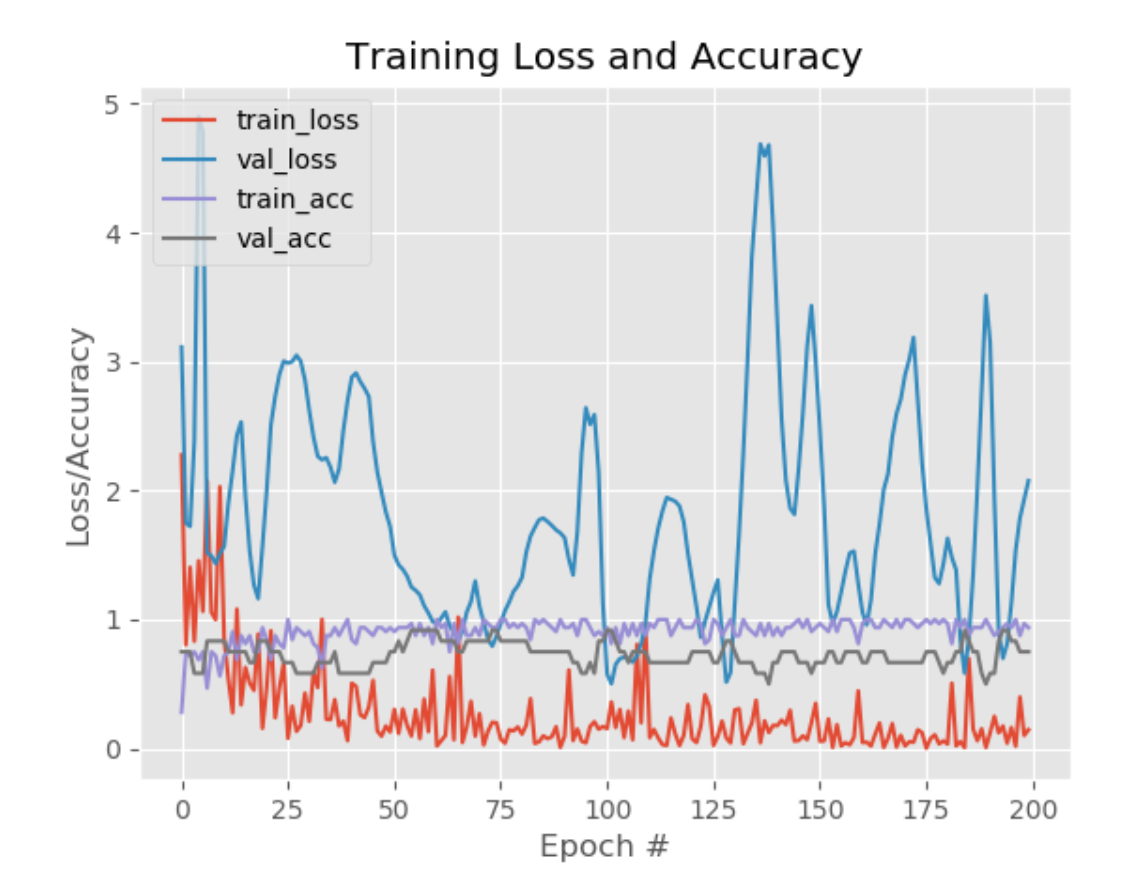 Training Loss and Accuracy
5
4
3
2
1
0
Loss/Accuracy
train_loss
val_loss
train_acc
val_acc
0 25 50 75 100 125 150 175 200
Epoch #